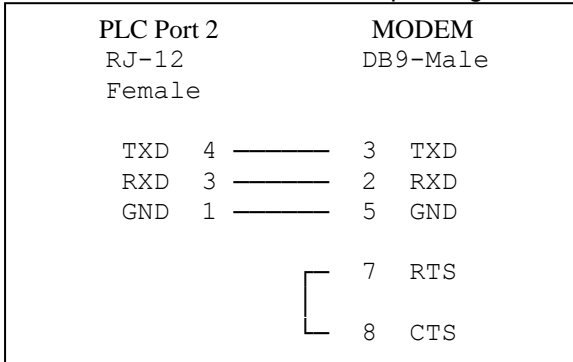 PLC Port 2 MODEM
RJ-12 DB9-Male
Female
TXD 4 3 TXD
RXD 3 2 RXD
GND 1 5 GND
7 RTS
8 CTS